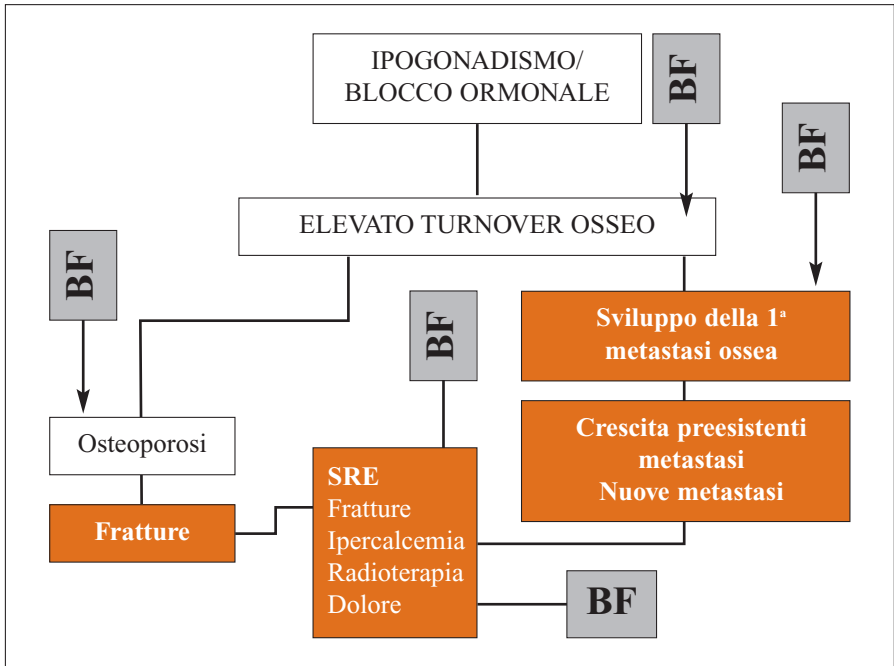 IPOGONADISMO/
BLOCCO ORMONALE
BF
BF
ELEVATO TURNOVER OSSEO
BF
BF
Sviluppo della 1ª
metastasi ossea
Osteoporosi
Crescita preesistenti
metastasi
Nuove metastasi
Fratture
SRE
Fratture
Ipercalcemia
Radioterapia
Dolore
BF